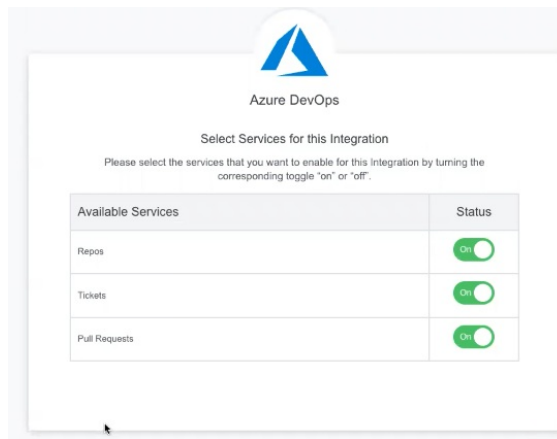 Azure DevOps
Select Services for this Integration
Please select the services that you want to enable for this Integration by turning the
corresponding toggle “on” or “off”.
Available Services Status
Repos On
Tickets On
Pull Requests On